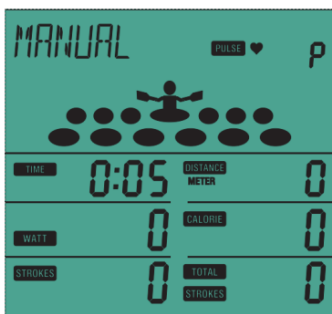 MANUAL PULSE P
TIME 0:05 DISTANCE METER 0
WATT 0 CALORIE 0
STROKES 0 TOTAL STROKES 0